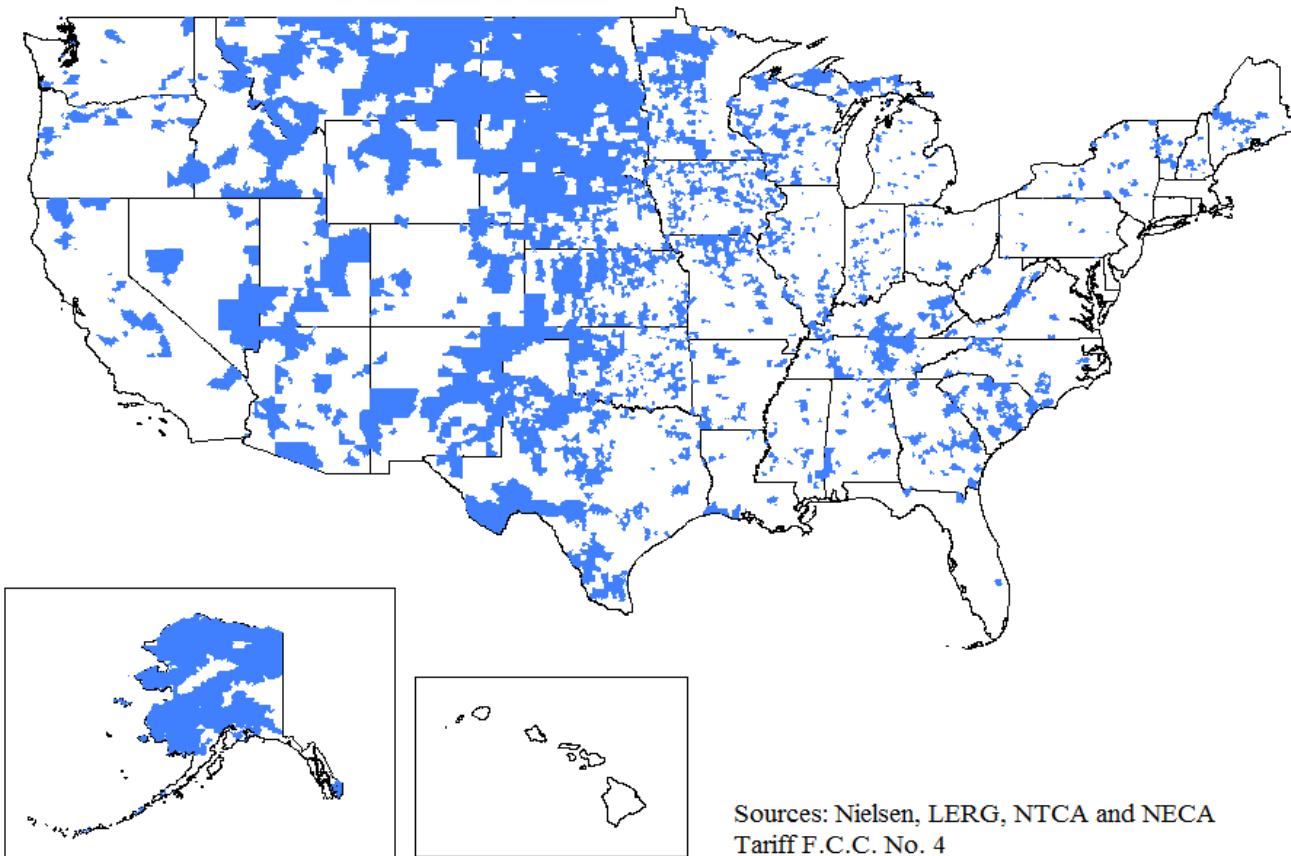 Sources: Nielsen, LERG, NTCA and NECA
Tariff F.C.C. No. 4